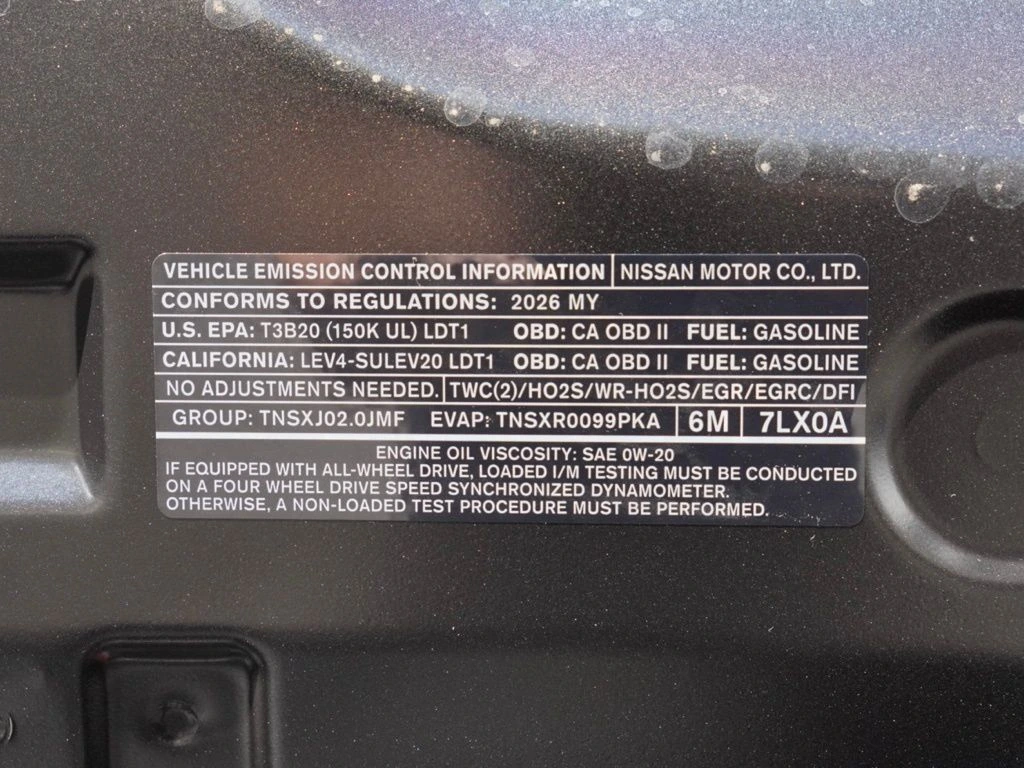 VEHICLE EMISSION CONTROL INFORMATION NISSAN MOTOR CO., LTD.
CONFORMS TO REGULATIONS: 2026 MY
U.S. EPA: T3B20 (150K UL) LDT1 OBD: CA OBD II FUEL: GASOLINE
CALIFORNIA: LEV4-SULEV20 LDT1 OBD: CA OBD II FUEL: GASOLINE
NO ADJUSTMENTS NEEDED. TWC(2)/HO2S/WR-HO2S/EGR/EGRC/DFI
GROUP: TNSXJ02.0JMF EVAP: TNSXR0099PKA 6M 7LX0A
ENGINE OIL VISCOSITY: SAE 0W-20
IF EQUIPPED WITH ALL-WHEEL DRIVE, LOADED I/M TESTING MUST BE CONDUCTED
ON A FOUR WHEEL DRIVE SPEED SYNCHRONIZED DYNAMOMETER.
OTHERWISE, A NON-LOADED TEST PROCEDURE MUST BE PERFORMED.